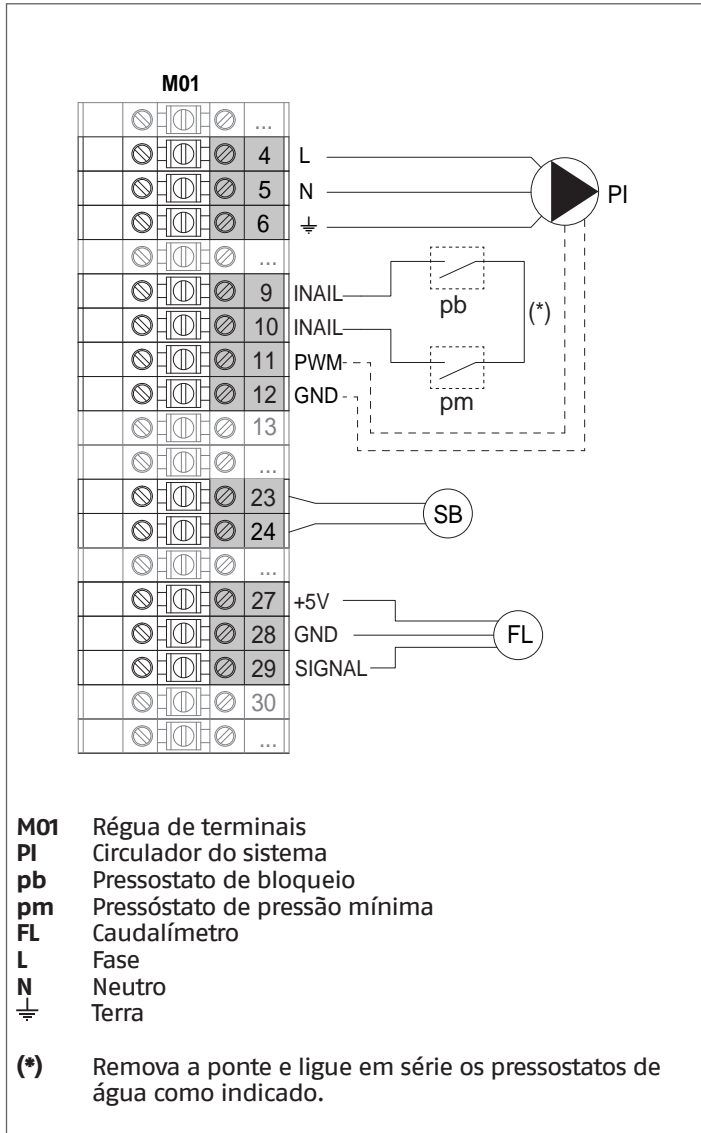 M01
...
4 L
5 N PI
6 ⏚
...
9 INAIL
pb (*)
10 INAIL
11 PWM
pm
12 GND
13
...
23
SB
24
...
27 +5V
28 GND FL
29 SIGNAL
30
...
M01 Régua de terminais
PI Circulador do sistema
pb Pressostato de bloqueio
pm Pressóstato de pressão mínima
FL Caudalímetro
L Fase
N Neutro
⏚ Terra
(*) Remova a ponte e ligue em série os pressostatos de
água como indicado.